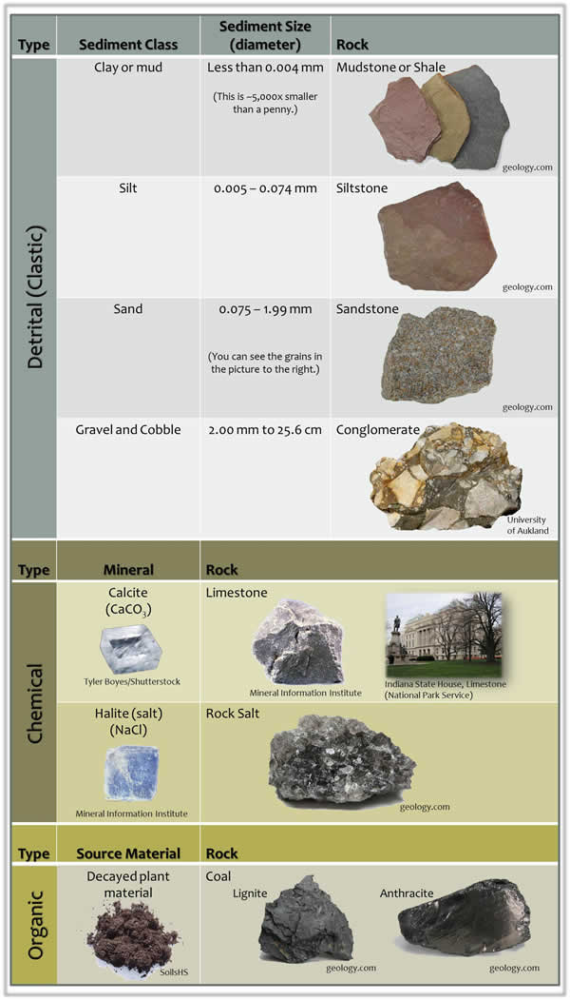 Type
Sediment Class
Sediment Size
(diameter)
Rock
Detrital (Clastic)
Clay or mud
Less than 0.004 mm
(This is ~5,000x smaller
than a penny.)
Mudstone or Shale
geology.com
Silt
0.005 – 0.074 mm
Siltstone
geology.com
Sand
0.075 – 1.99 mm
(You can see the grains in
the picture to the right.)
Sandstone
geology.com
Gravel and Cobble
2.00 mm to 25.6 cm
Conglomerate
University
of Aukland
Type
Mineral
Rock
Chemical
Calcite
(CaCO₃)
Tyler Boyes/Shutterstock
Limestone
Mineral Information Institute
Indiana State House, Limestone
(National Park Service)
Halite (salt)
(NaCl)
Mineral Information Institute
Rock Salt
geology.com
Type
Source Material
Rock
Organic
Decayed plant
material
SoilsHS
Coal
Lignite
geology.com
Anthracite
geology.com